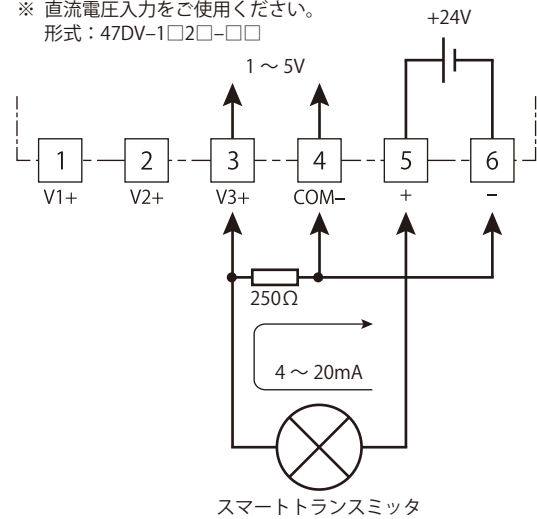 ※ 直流電圧入力をご使用ください。
形式：47DV–1□2□–□□
+24V
1 ～ 5V
1 2 3 4 5 6
V1+ V2+ V3+ COM– + –
250Ω
4 ～ 20mA
スマートトランスミッタ